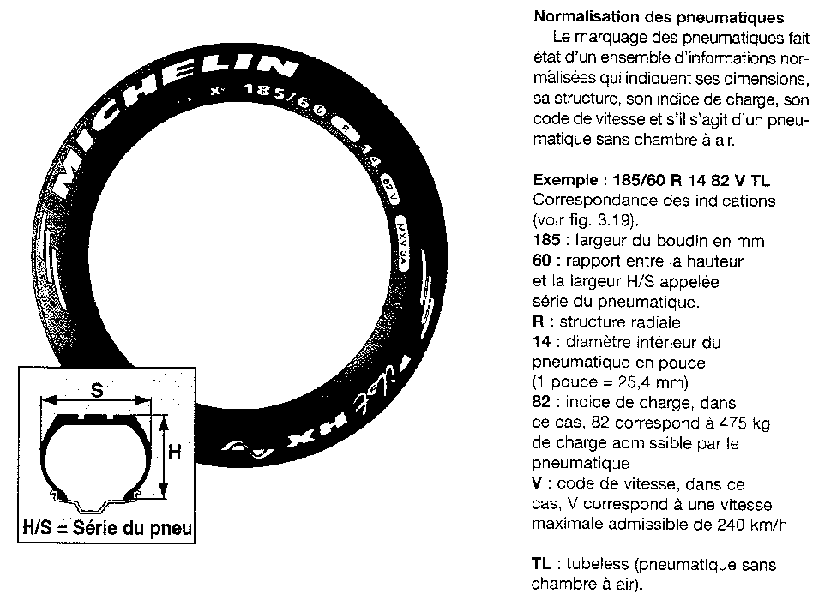 MICHELIN
X 185/60 R 14 82 V MXV 3A
Pilot HX
S
H
H/S = Série du pneu
Normalisation des pneumatiques
Le marquage des pneumatiques fait
état d'un ensemble d'informations nor-
malisées qui indiquent ses dimensions,
sa structure, son indice de charge, son
code de vitesse et s'il s'agit d'un pneu-
matique sans chambre à air.
Exemple : 185/60 R 14 82 V TL
Correspondance des indications
(voir fig. 3.19).
185 : largeur du boudin en mm
60 : rapport entre la hauteur
et la largeur H/S appelée
série du pneumatique.
R : structure radiale
14 : diamètre intérieur du
pneumatique en pouce
(1 pouce = 25,4 mm)
82 : indice de charge, dans
ce cas, 82 correspond à 475 kg
de charge admissible par le
pneumatique
V : code de vitesse, dans ce
cas, V correspond à une vitesse
maximale admissible de 240 km/h
TL : tubeless (pneumatique sans
chambre à air).